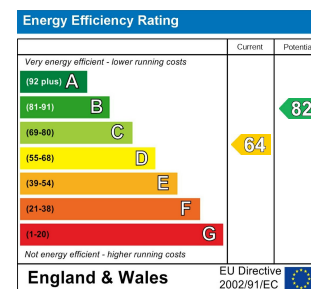 Energy Efficiency Rating
Current
Potentia
Very energy efficient - lower running costs
(92 plus) A
(81-91) B
82
(69-80) C
64
(55-68) D
(39-54) E
(21-38) F
(1-20) G
Not energy efficient - higher running costs
England & Wales
EU Directive
2002/91/EC